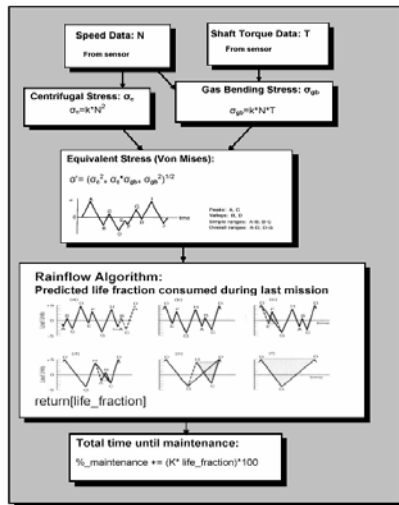 Speed Data: N
From sensor
Shaft Torque Data: T
From sensor
Centrifugal Stress: σc
σc=k*N²
Gas Bending Stress: σgb
σgb=k*N*T
Equivalent Stress (Von Mises):
σ'= (σc², σc*σgb, σgb²)^1/2
time
Peaks: A, C
Valleys: B, D
Simple ranges: A-B, B-C
Overall ranges: A-D, D-G
Rainflow Algorithm:
Predicted life fraction consumed during last mission
return[life_fraction]
Total time until maintenance:
%_maintenance += (K* life_fraction)*100